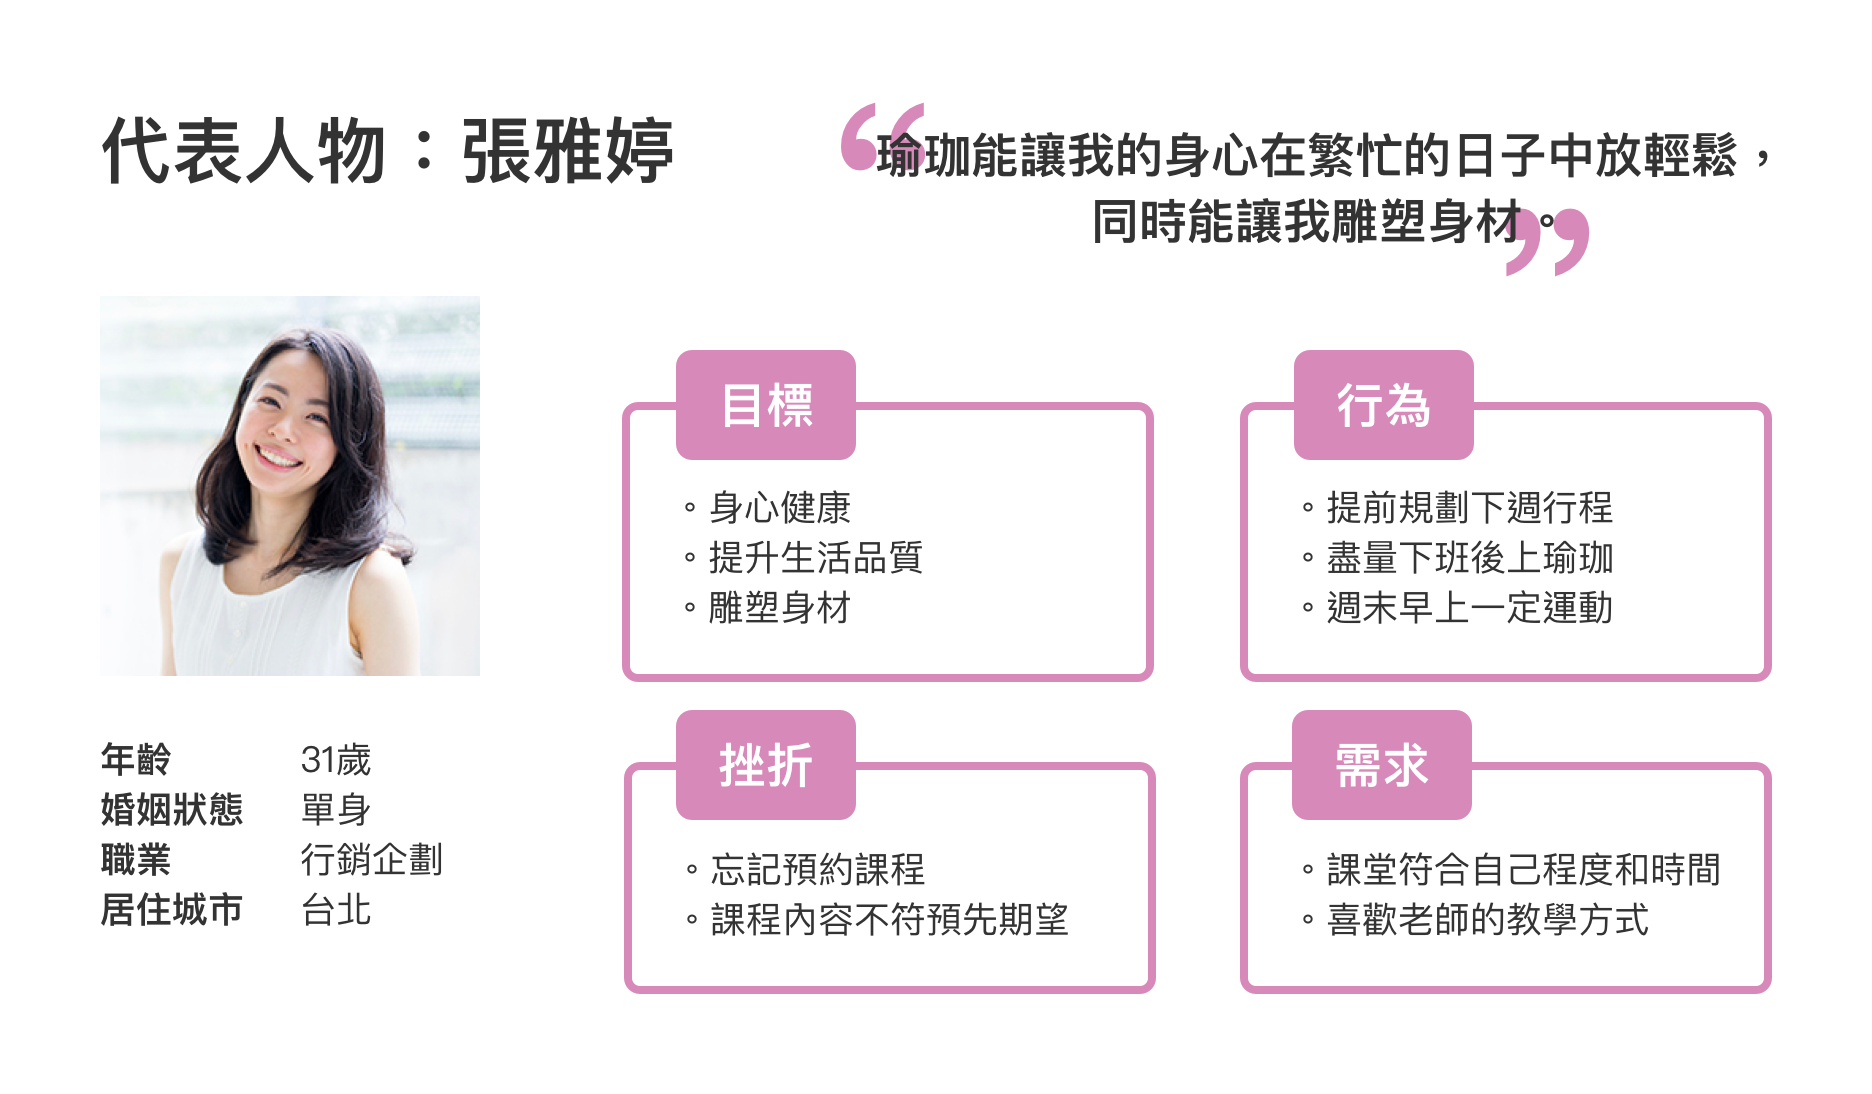 代表人物：張雅婷
瑜珈能讓我的身心在繁忙的日子中放輕鬆，
同時能讓我雕塑身材。
年齡 31歲
婚姻狀態 單身
職業 行銷企劃
居住城市 台北
目標
。身心健康
。提升生活品質
。雕塑身材
行為
。提前規劃下週行程
。盡量下班後上瑜珈
。週末早上一定運動
挫折
。忘記預約課程
。課程內容不符預先期望
需求
。課堂符合自己程度和時間
。喜歡老師的教學方式